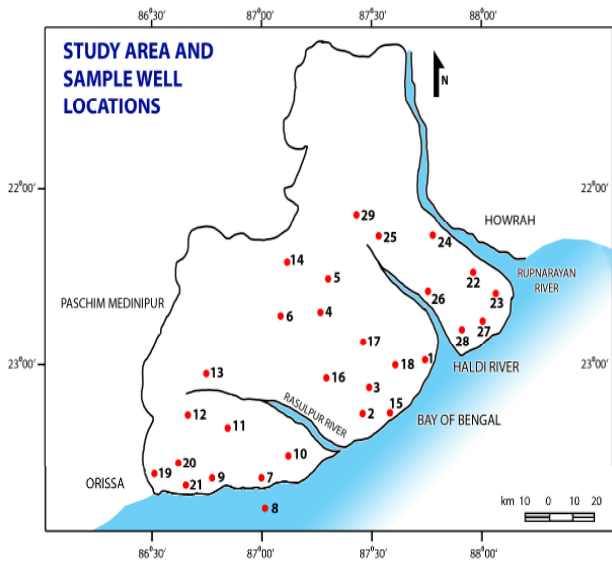 86°30' 87°00' 87°30' 88°00'
STUDY AREA AND
SAMPLE WELL
LOCATIONS
N
22°00' 22°00'
29
HOWRAH
25
24
14
RUPNARAYAN
RIVER
22
5
23
26
PASCHIM MEDINIPUR
4
6
27
28
17
23°00' 23°00'
1
18
HALDI RIVER
13
16
3
RASULPUR RIVER
15
2
12
BAY OF BENGAL
11
10
20
19
9
7
ORISSA
21
km 10 0 10 20
8
86°30' 87°00' 87°30' 88°00'